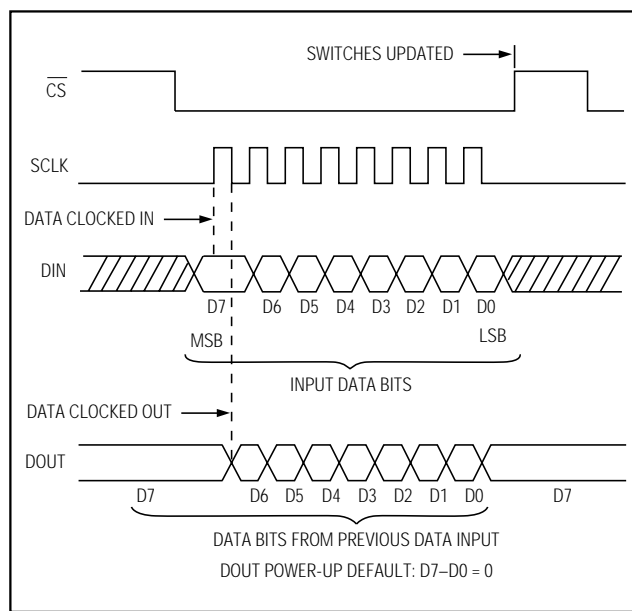 SWITCHES UPDATED
CS
SCLK
DATA CLOCKED IN
DIN
D7 D6 D5 D4 D3 D2 D1 D0
MSB LSB
INPUT DATA BITS
DATA CLOCKED OUT
DOUT
D7 D6 D5 D4 D3 D2 D1 D0 D7
DATA BITS FROM PREVIOUS DATA INPUT
DOUT POWER-UP DEFAULT: D7–D0 = 0